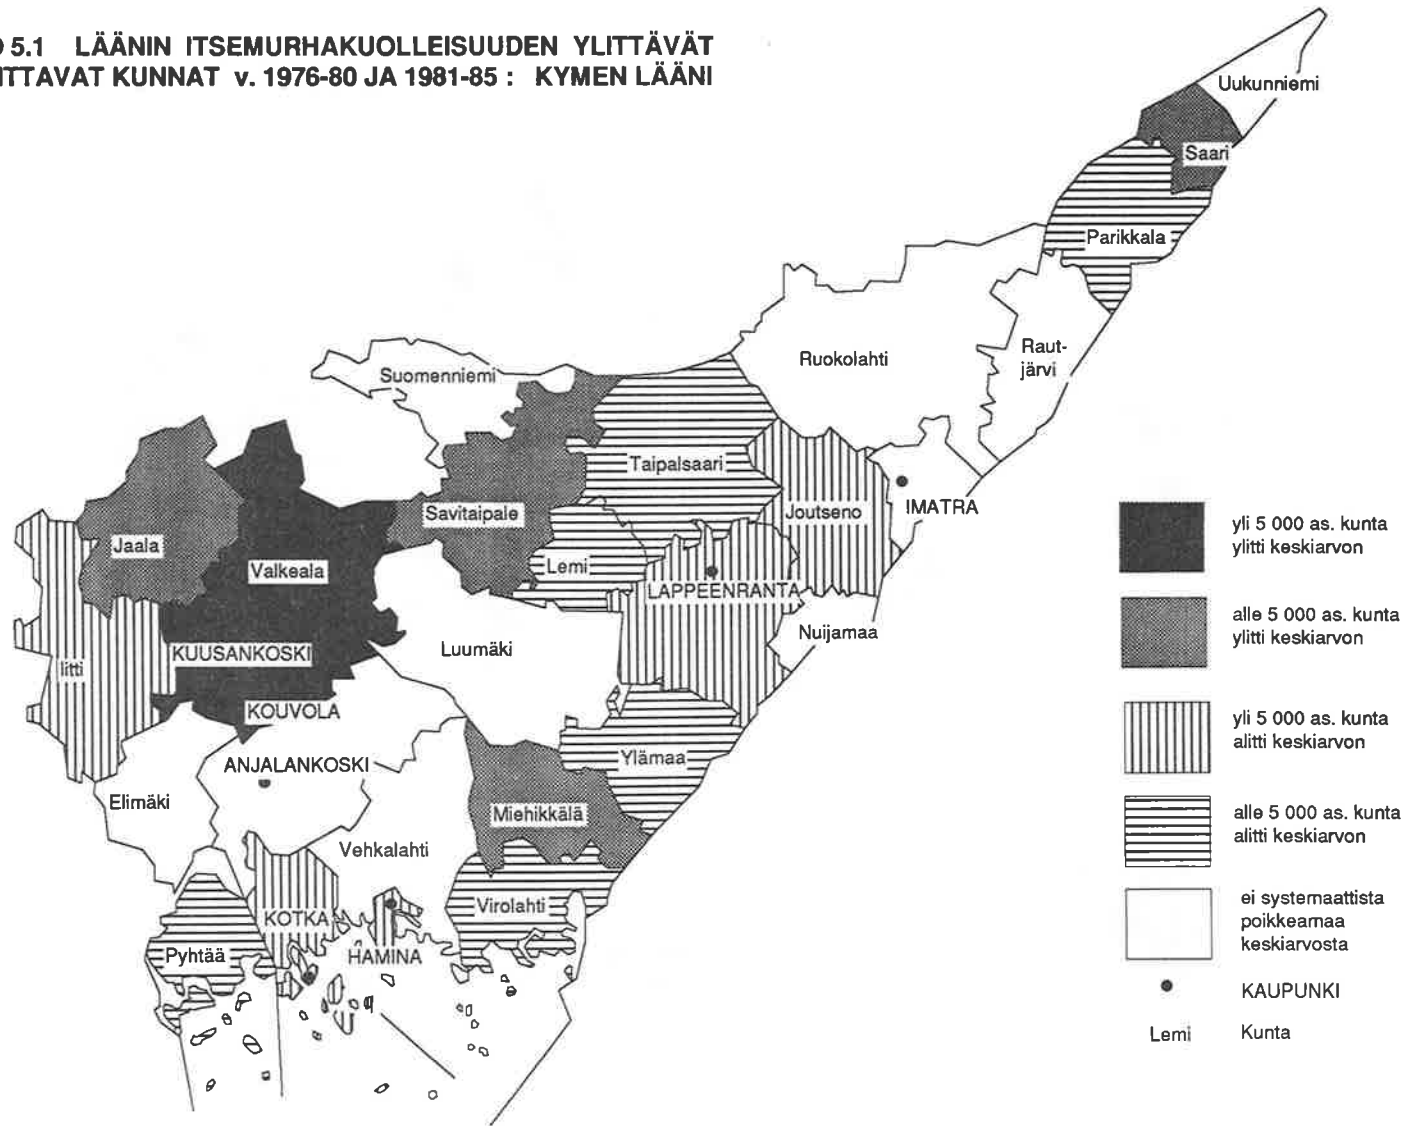 5.1 LÄÄNIN ITSEMURHAKUOLLEISUUDEN YLITTÄVÄT
KUNNAT v. 1976-80 JA 1981-85 : KYMEN LÄÄNI
Uukunniemi
Saari
Parikkala
Ruokolahti
Raut-
järvi
Suomenniemi
Taipalsaari
IMATRA
Savitaipale
Joutseno
Jaala
Valkeala
Lemi
LAPPEENRANTA
Nuijamaa
Luumäki
KUUSANKOSKI
Iitti
KOUVOLA
Ylämaa
ANJALANKOSKI
Elimäki
Miehikkälä
Vehkalahti
Virolahti
KOTKA
Pyhtää
HAMINA
yli 5 000 as. kunta
ylitti keskiarvon
alle 5 000 as. kunta
ylitti keskiarvon
yli 5 000 as. kunta
alitti keskiarvon
alle 5 000 as. kunta
alitti keskiarvon
ei systemaattista
poikkeamaa
keskiarvosta
KAUPUNKI
Lemi Kunta